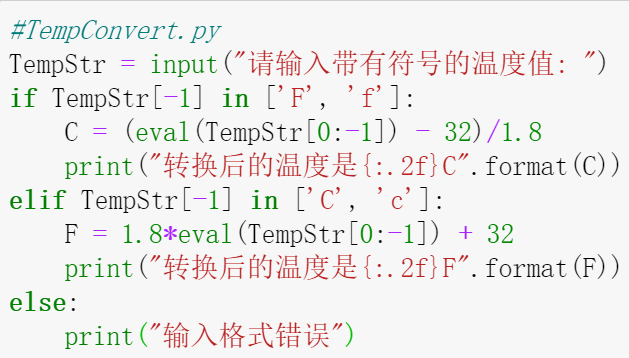 #TempConvert.py
TempStr = input("请输入带有符号的温度值: ")
if TempStr[-1] in ['F', 'f']:
    C = (eval(TempStr[0:-1]) - 32)/1.8
    print("转换后的温度是{:.2f}C".format(C))
elif TempStr[-1] in ['C', 'c']:
    F = 1.8*eval(TempStr[0:-1]) + 32
    print("转换后的温度是{:.2f}F".format(F))
else:
    print("输入格式错误")